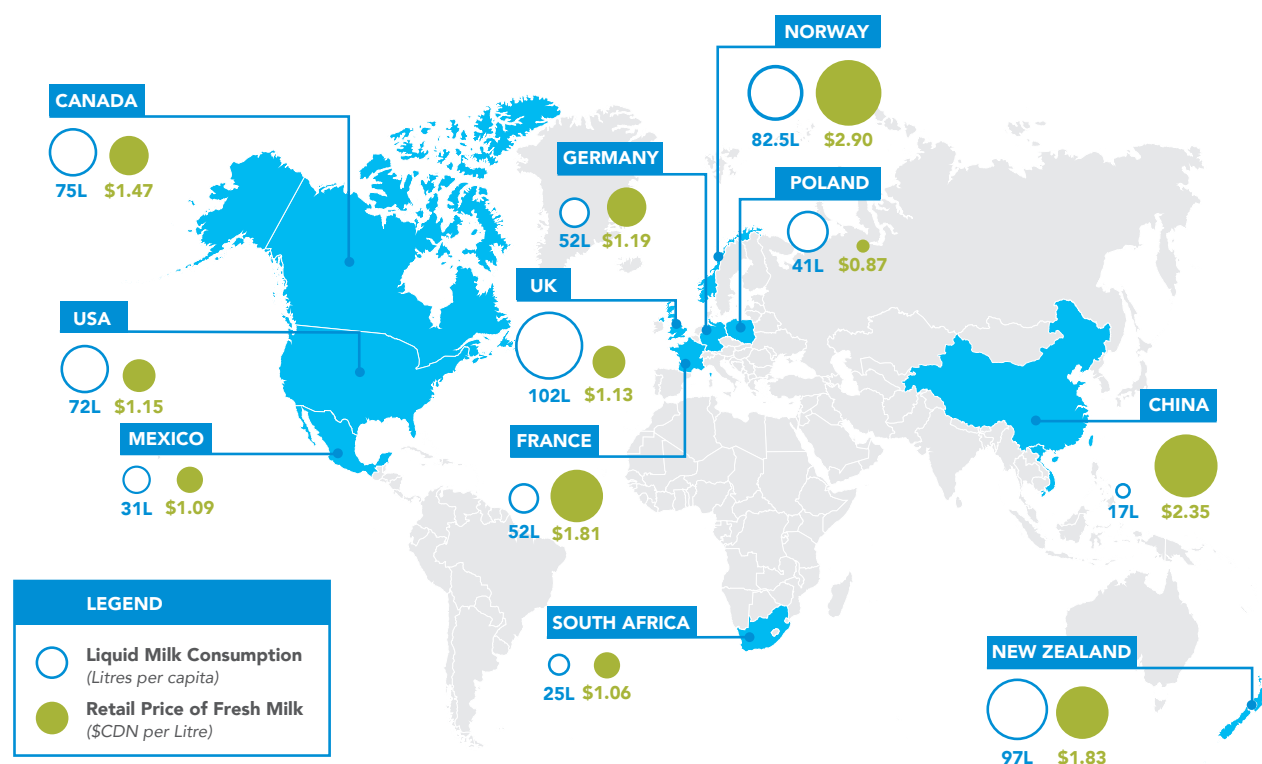 NORWAY
82.5L $2.90
CANADA
75L $1.47
GERMANY
52L $1.19
POLAND
41L $0.87
UK
102L $1.13
USA
72L $1.15
MEXICO
31L $1.09
FRANCE
52L $1.81
CHINA
17L $2.35
SOUTH AFRICA
25L $1.06
NEW ZEALAND
97L $1.83
LEGEND
Liquid Milk Consumption
(Litres per capita)
Retail Price of Fresh Milk
($CDN per Litre)